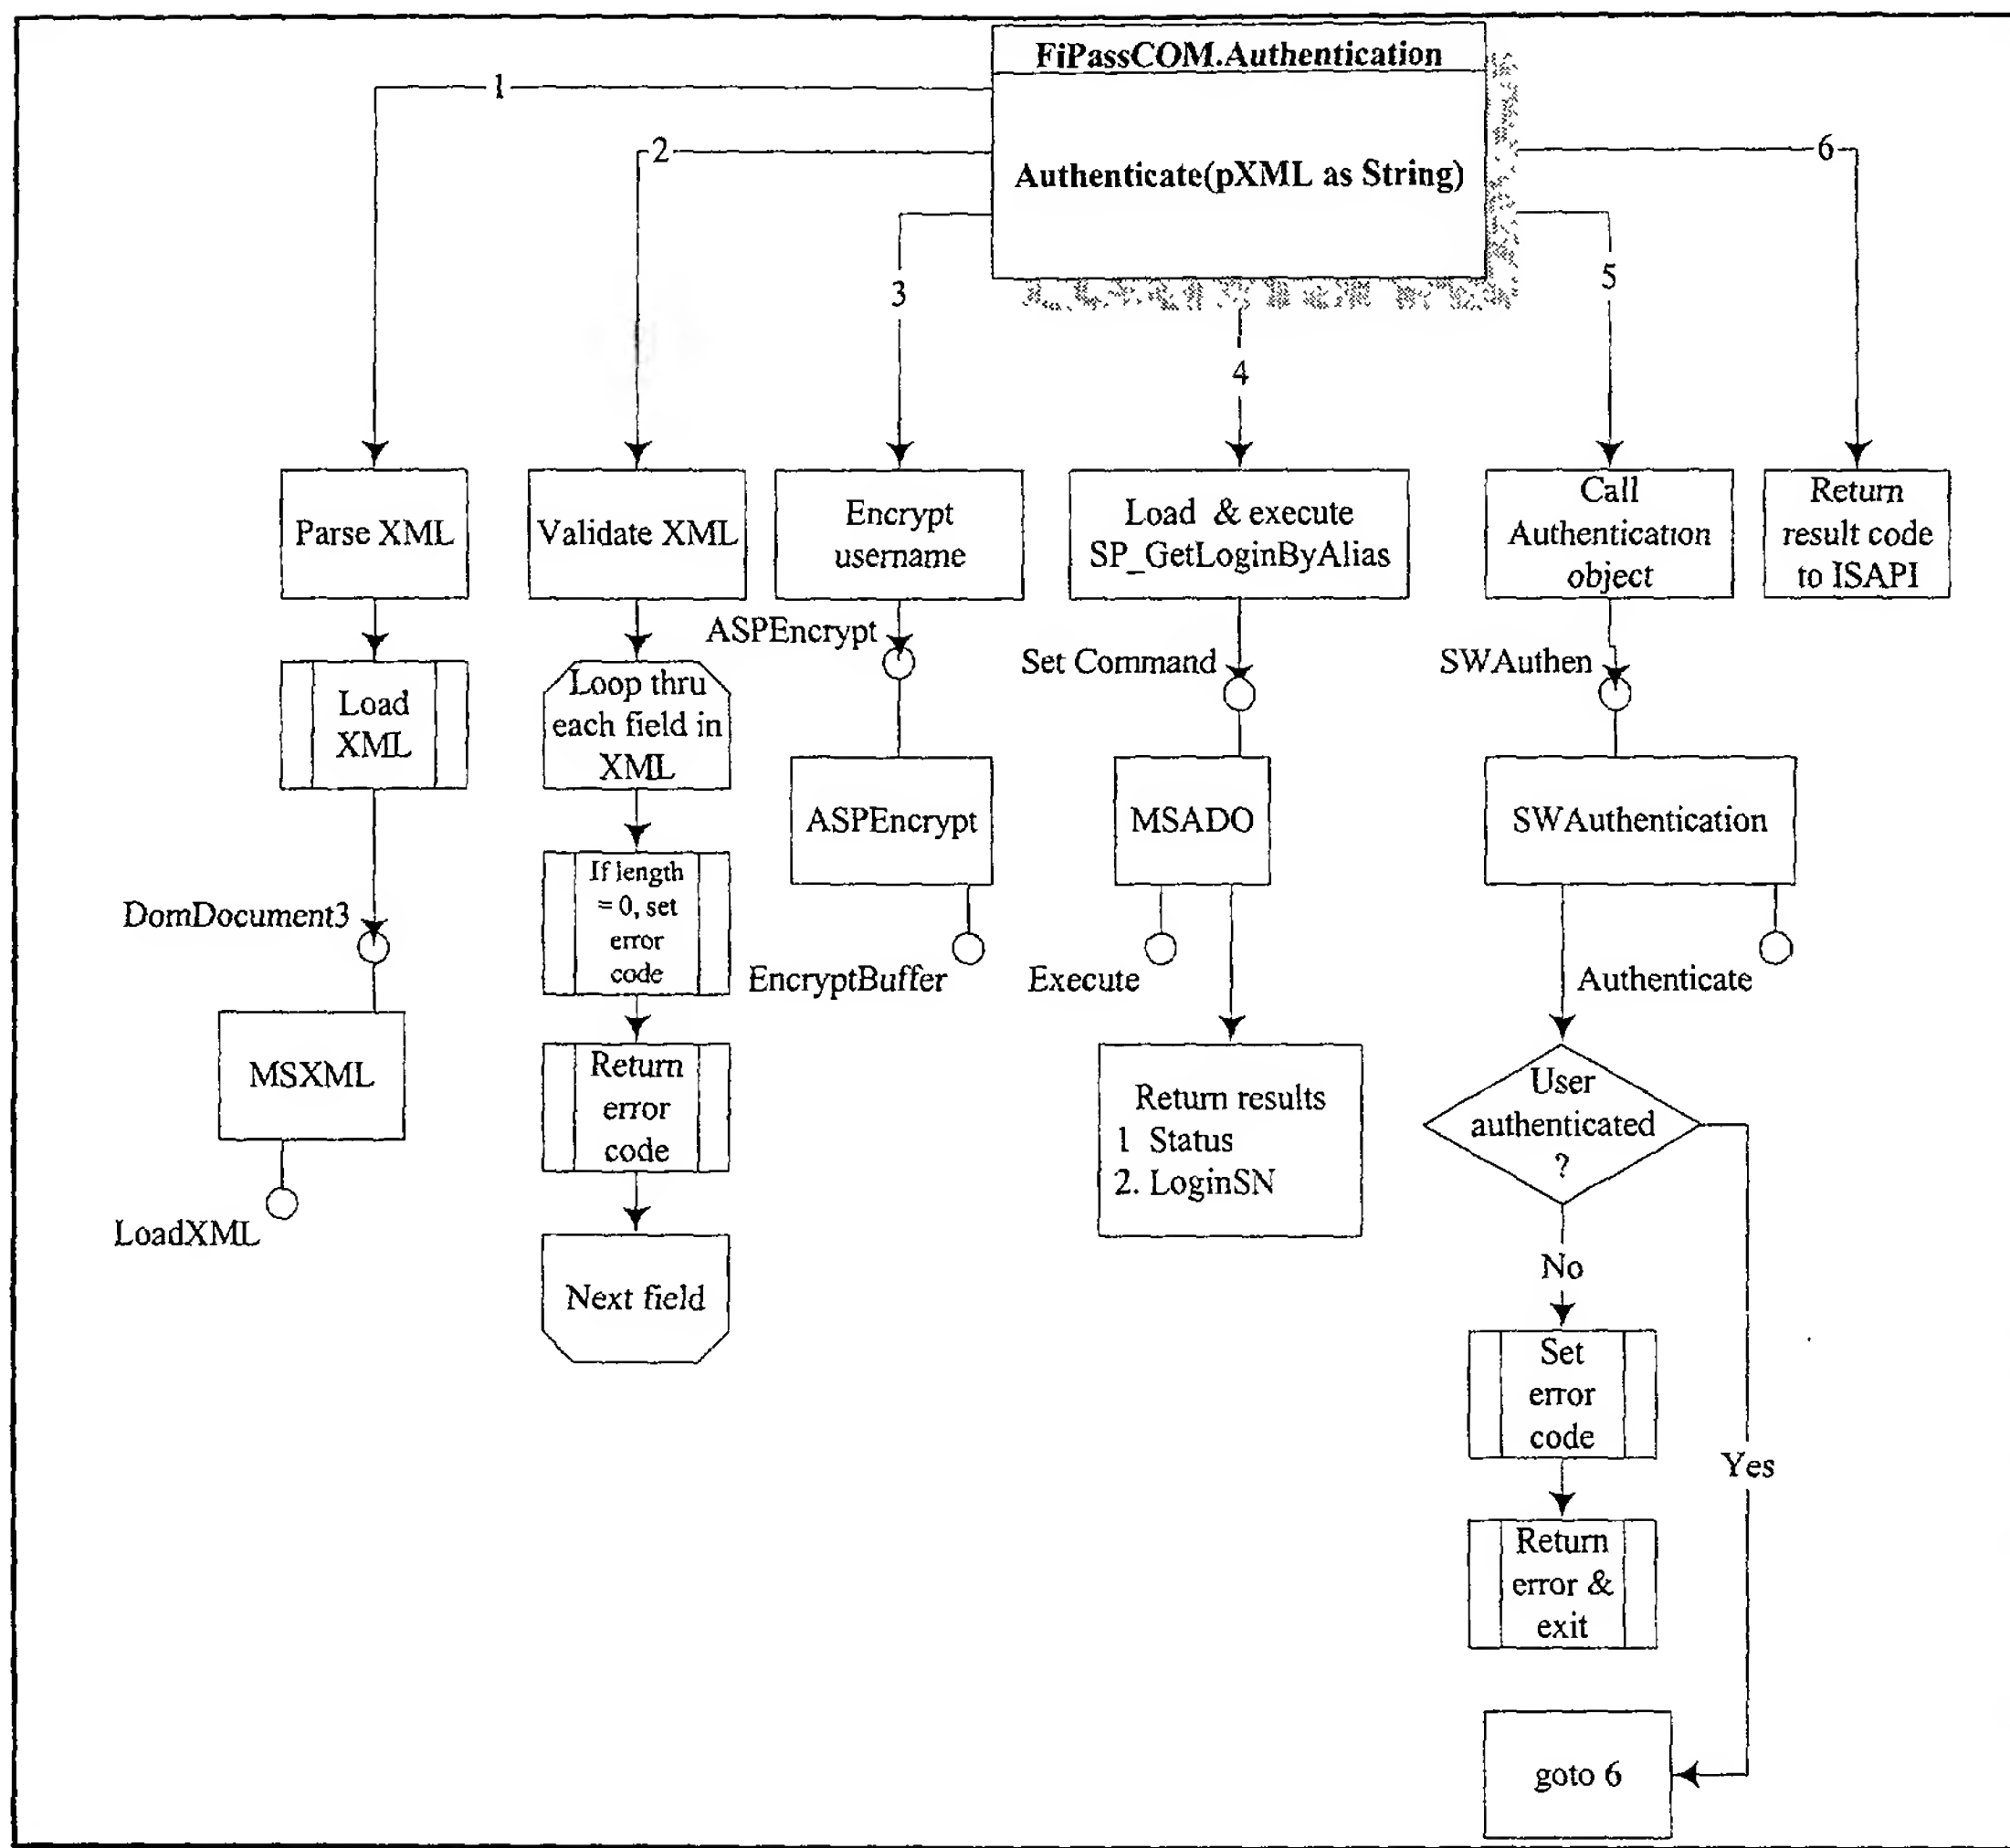 FiPassCOM.Authentication
Authenticate(pXML as String)
1
2
3
4
5
6
Parse XML
Load
XML
DomDocument3
MSXML
LoadXML
Validate XML
Loop thru
each field in
XML
If length
= 0, set
error
code
Return
error
code
Next field
Encrypt
username
ASPEncrypt
ASPEncrypt
EncryptBuffer
Load & execute
SP_GetLoginByAlias
Set Command
MSADO
Execute
Return results
1 Status
2. LoginSN
Call
Authentication
object
SWAuthen
SWAuthentication
Authenticate
User
authenticated
?
No
Set
error
code
Return
error &
exit
Yes
goto 6
Return
result code
to ISAPI